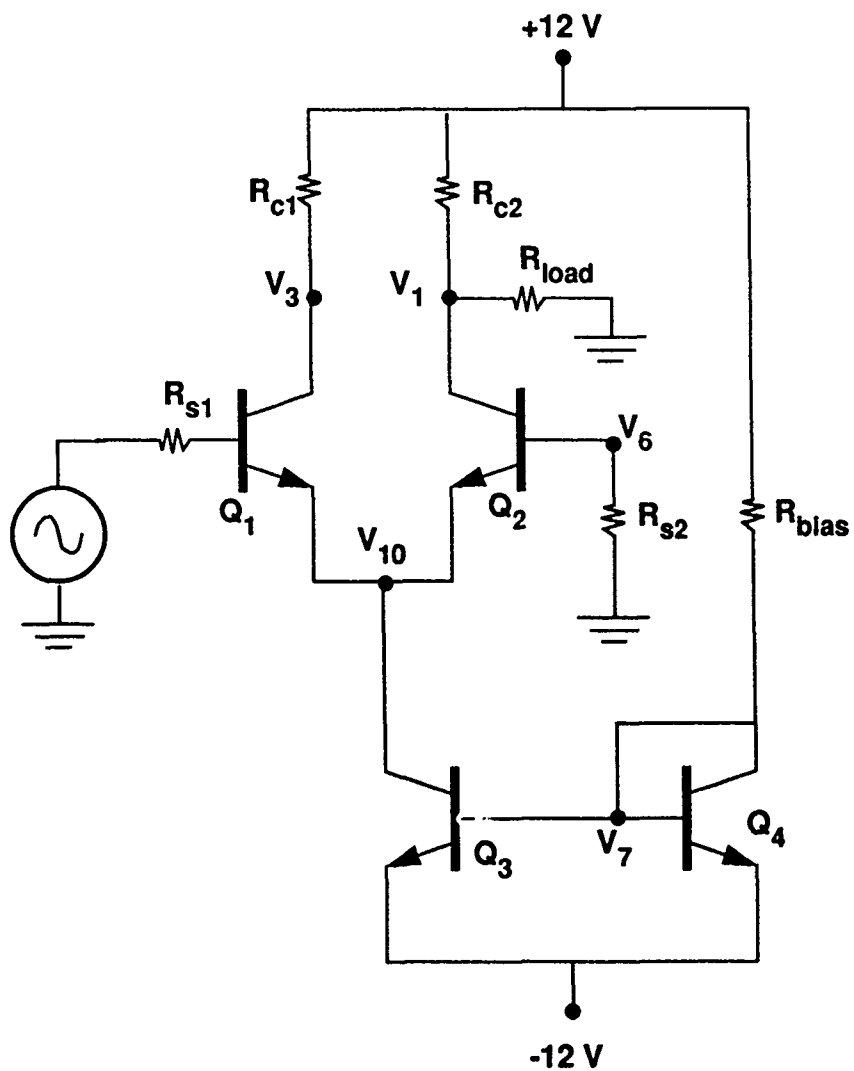 +12 V
Rc1
Rc2
Rload
V3
V1
Rs1
V6
Q1
Q2
Rs2
Rbias
V10
Q4
V7
Q3
-12 V